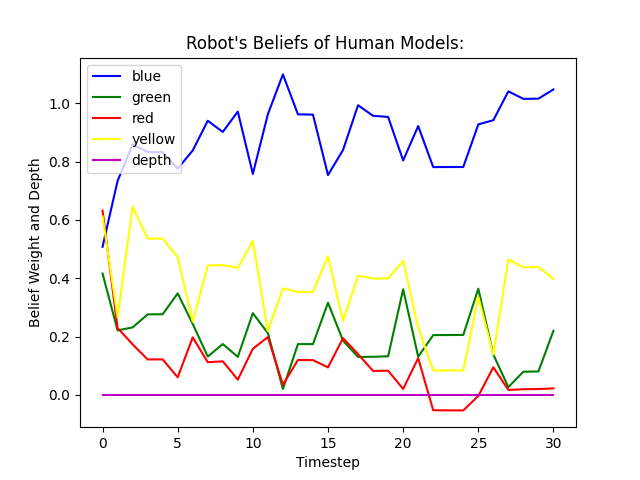 Robot's Beliefs of Human Models:
blue
green
red
yellow
depth
Belief Weight and Depth
1.0
0.8
0.6
0.4
0.2
0.0
0 5 10 15 20 25 30
Timestep